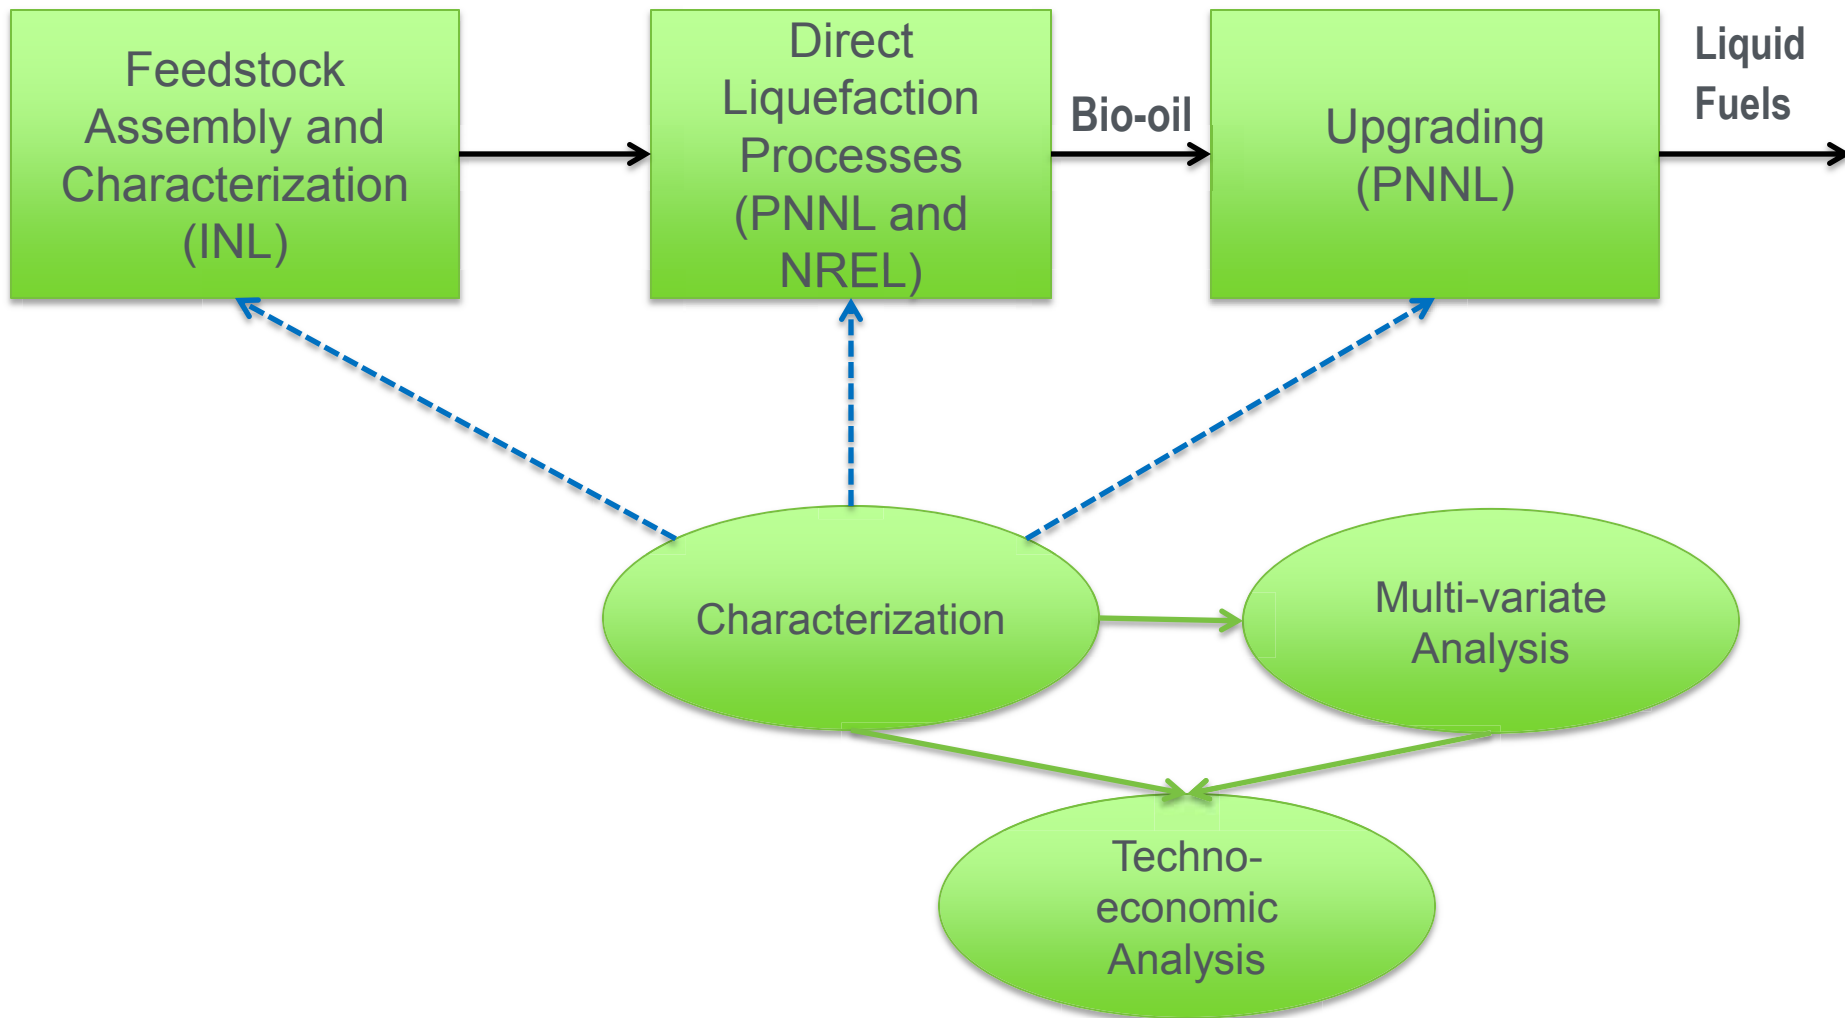 Feedstock
Assembly and
Characterization
(INL)
Direct
Liquefaction
Processes
(PNNL and
NREL)
Bio-oil
Upgrading
(PNNL)
Liquid
Fuels
Characterization
Multi-variate
Analysis
Techno-
economic
Analysis